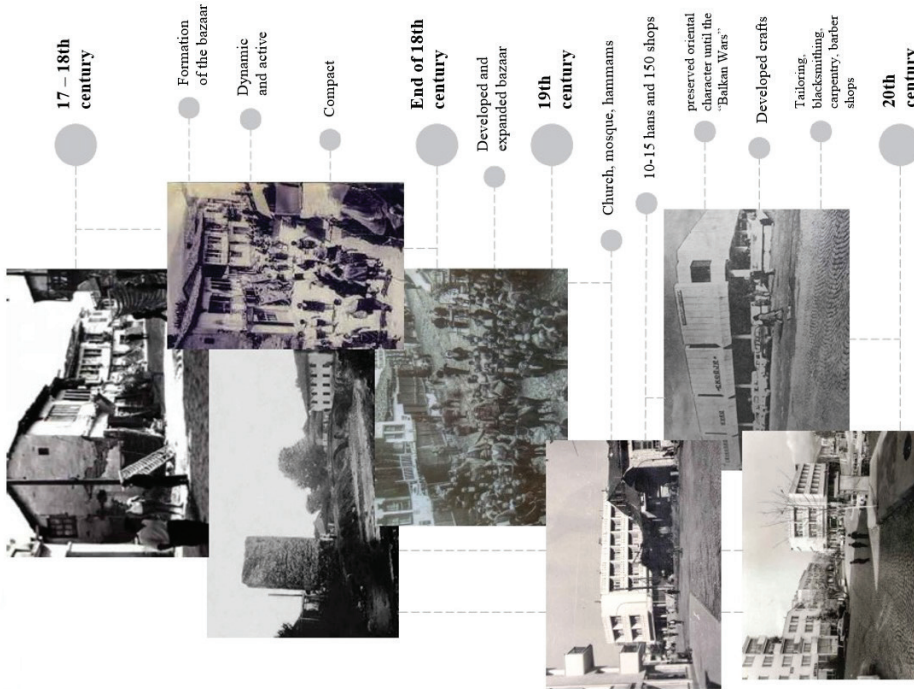 17 – 18th
century
Formation
of the bazaar
Dynamic
and active
Compact
End of 18th
century
Developed and
expanded bazaar
19th
century
Church, mosque, hammams
10-15 hans and 150 shops
preserved oriental
character until the
“Balkan Wars”
Developed crafts
Tailoring,
blacksmithing,
carpentry, barber
shops
20th
century